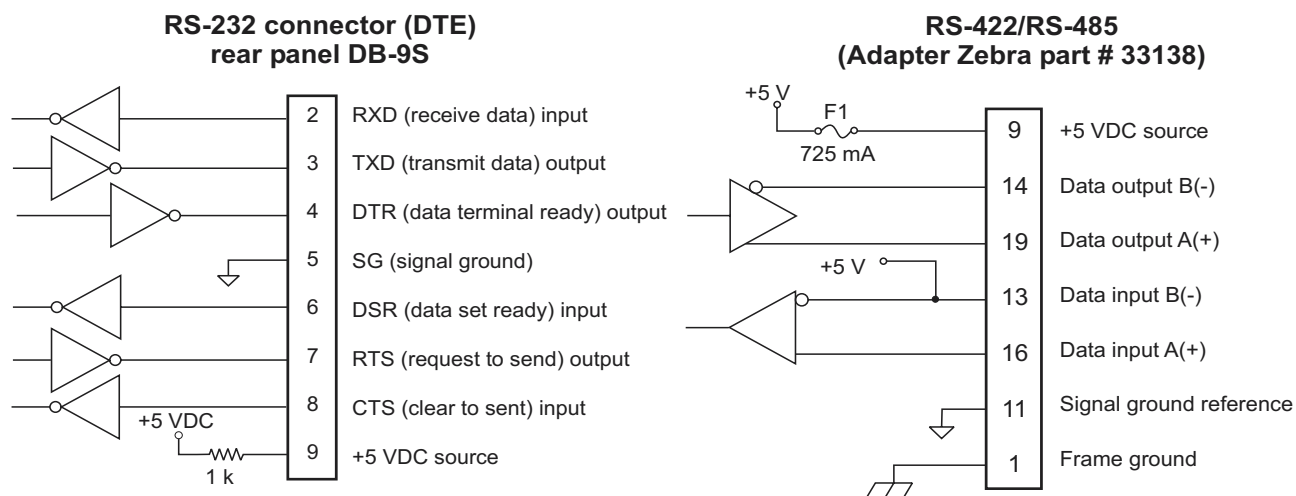 RS-232 connector (DTE)
rear panel DB-9S
2 RXD (receive data) input
3 TXD (transmit data) output
4 DTR (data terminal ready) output
5 SG (signal ground)
6 DSR (data set ready) input
7 RTS (request to send) output
8 CTS (clear to sent) input
+5 VDC
9 +5 VDC source
1 k
RS-422/RS-485
(Adapter Zebra part # 33138)
+5 V
F1
725 mA
9 +5 VDC source
14 Data output B(-)
19 Data output A(+)
+5 V
13 Data input B(-)
16 Data input A(+)
11 Signal ground reference
1 Frame ground